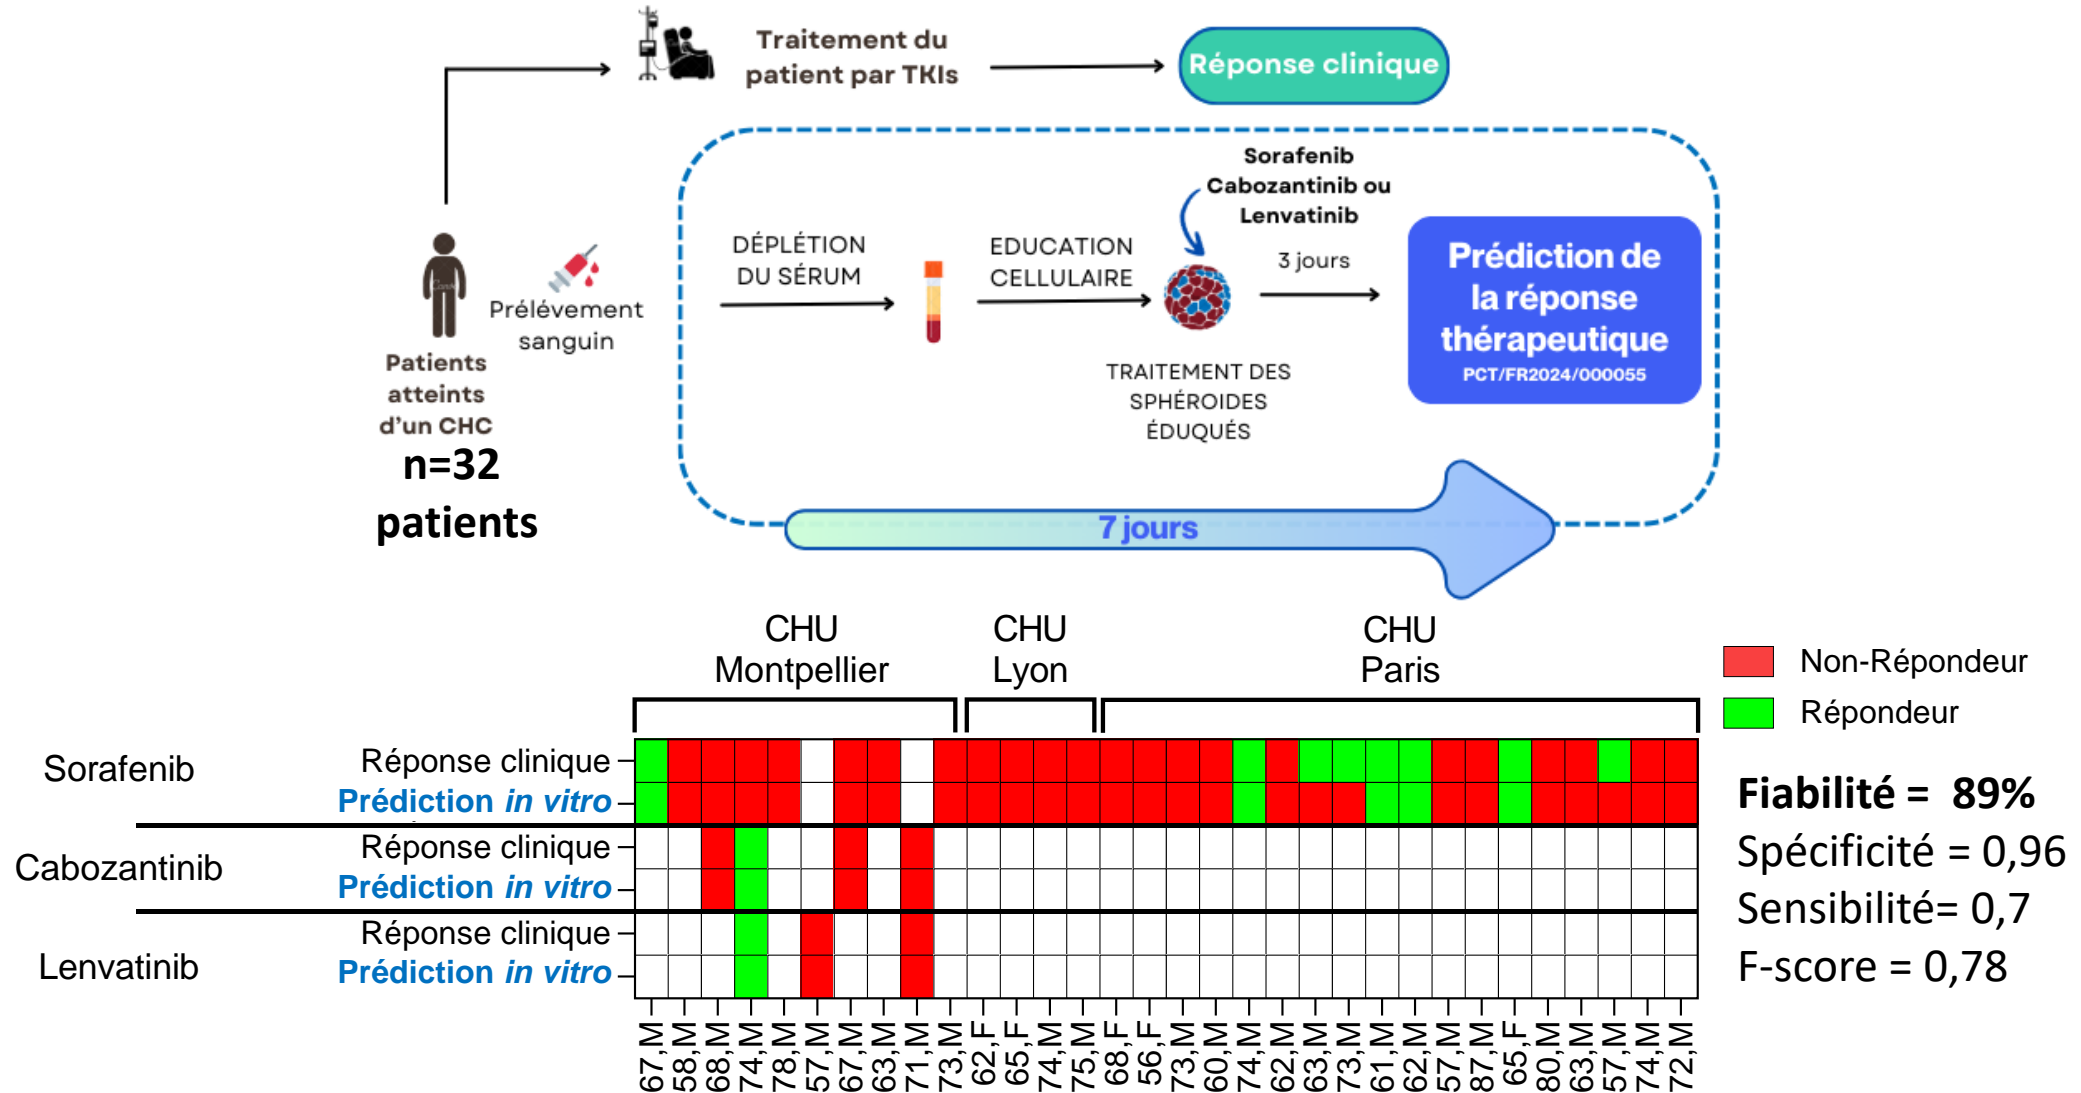 Traitement du
patient par TKIs
Réponse clinique
Sorafenib
Cabozantinib ou
Lenvatinib
DÉPLÉTION
DU SÉRUM
EDUCATION
CELLULAIRE
3 jours
Prédiction de
la réponse
thérapeutique
PCT/FR2024/000055
Prélévement
sanguin
Patients
atteints
d'un CHC
n=32
patients
TRAITEMENT DES
SPHÉROIDES
ÉDUQUÉS
7 jours
CHU
Montpellier
CHU
Lyon
CHU
Paris
Non-Répondeur
Répondeur
Sorafenib
Réponse clinique
Prédiction in vitro
Cabozantinib
Réponse clinique
Prédiction in vitro
Lenvatinib
Réponse clinique
Prédiction in vitro
Fiabilité = 89%
Spécificité = 0,96
Sensibilité= 0,7
F-score = 0,78
67,M
58,M
68,M
74,M
78,M
57,M
67,M
63,M
71,M
73,M
62,F
65,F
74,M
75,M
68,F
56,F
73,M
60,M
74,M
62,M
63,M
73,M
61,M
62,M
57,M
87,M
65,F
80,M
63,M
57,M
74,M
72,M